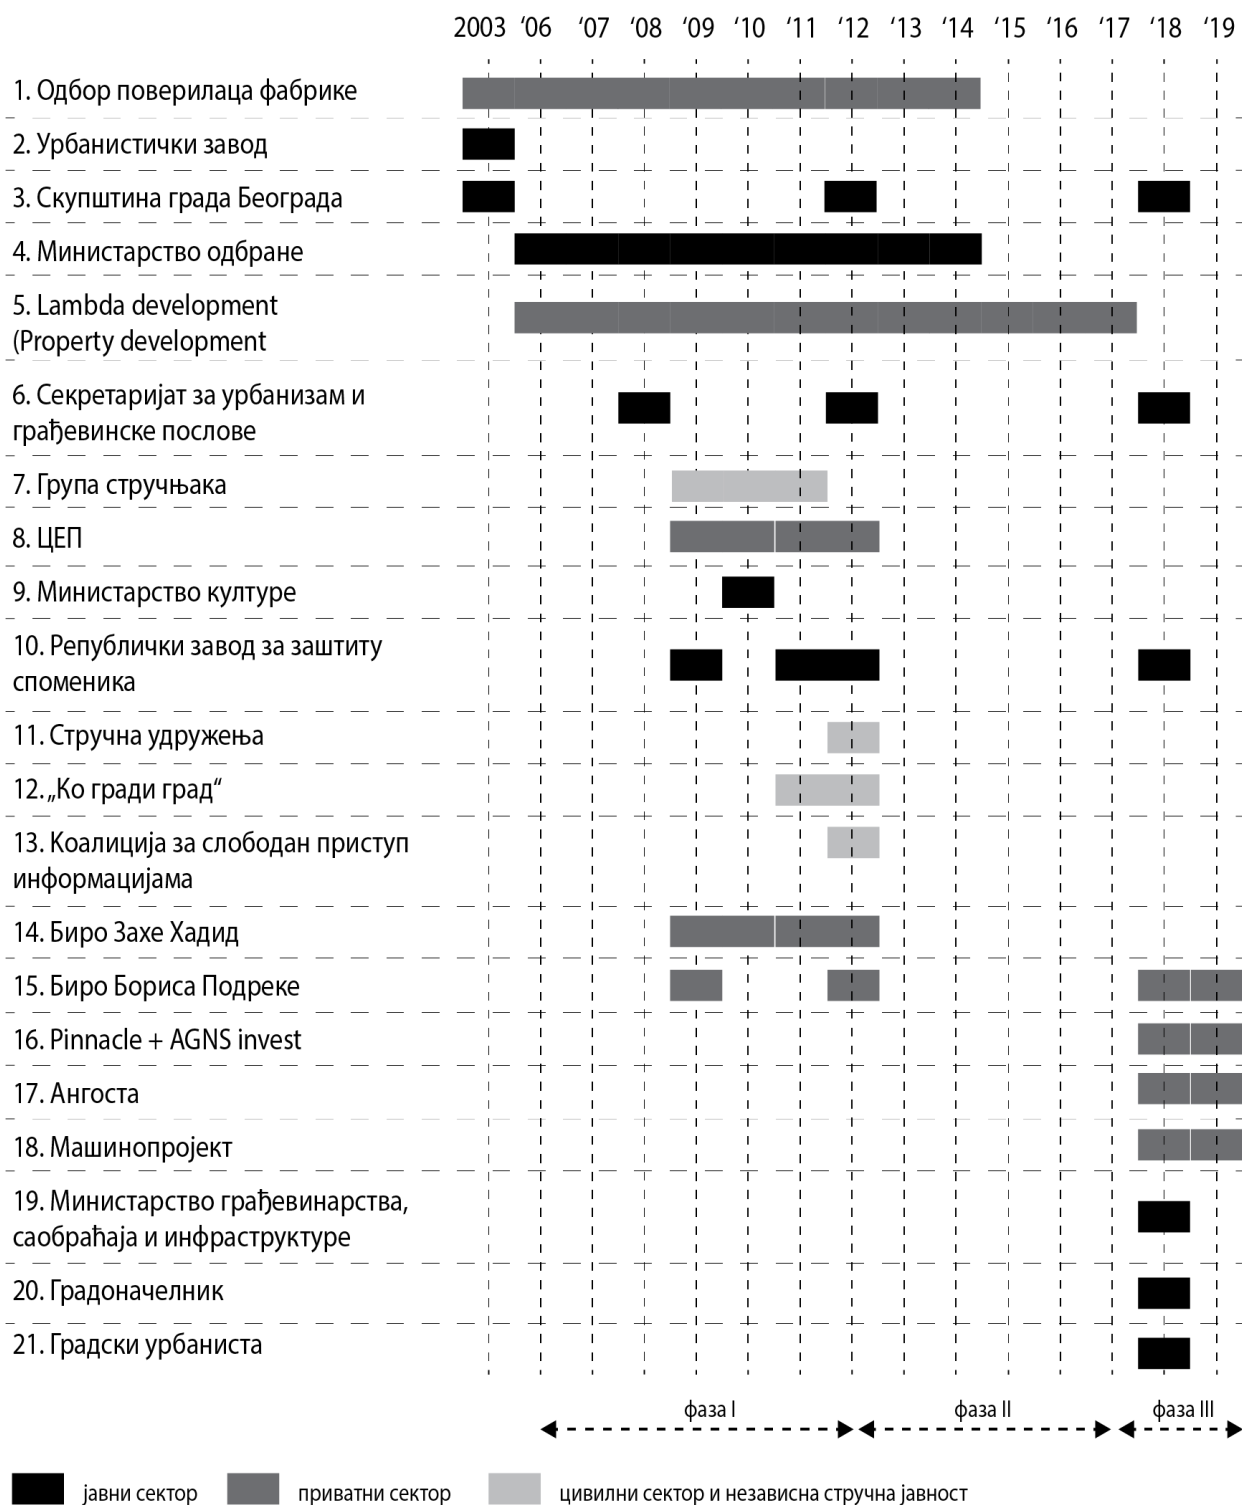 2003 ‘06 ‘07 ‘08 ‘09 ‘10 ‘11 ‘12 ‘13 ‘14 ‘15 ‘16 ‘17 ‘18 ‘19
1. Одбор поверилаца фабрике
2. Урбанистички завод
3. Скупштина града Београда
4. Министарство одбране
5. Lambda development
(Property development
6. Секретаријат за урбанизам и
грађевинске послове
7. Група стручњака
8. ЦЕП
9. Министарство културе
10. Републички завод за заштиту
споменика
11. Стручна удружења
12. „Ко гради град“
13. Коалиција за слободан приступ
информацијама
14. Биро Захе Хадид
15. Биро Бориса Подреке
16. Pinnacle + AGNS invest
17. Ангоста
18. Машинопројект
19. Министарство грађевинарства,
саобраћаја и инфраструктуре
20. Градоначелник
21. Градски урбаниста
фаза I фаза II фаза III
јавни сектор приватни сектор цивилни сектор и независна стручна јавност